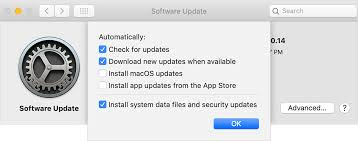 Software Update
Automatically:
Check for updates
Download new updates when available
Install macOS updates
Install app updates from the App Store
Install system data files and security updates
OK
0.14
PM
Software Update
Advanced...
?